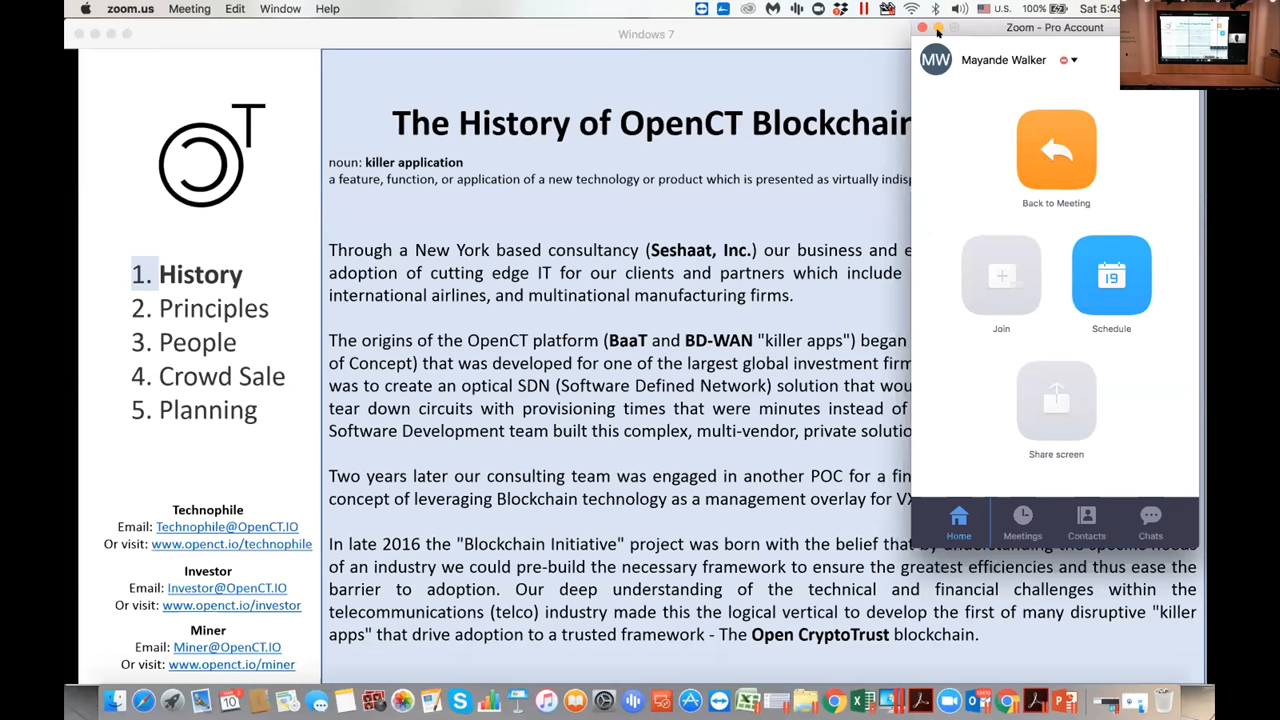 zoom.us Meeting Edit Window Help
100% U.S. Sat 5:49
Windows 7
Zoom - Pro Account
MW Mayande Walker
Back to Meeting
Join
Schedule
19
Share screen
Home
Meetings
Contacts
Chats
T
1. History
2. Principles
3. People
4. Crowd Sale
5. Planning
Technophile
Email: Technophile@OpenCT.IO
Or visit: www.openct.io/technophile
Investor
Email: Investor@OpenCT.IO
Or visit: www.openct.io/investor
Miner
Email: Miner@OpenCT.IO
Or visit: www.openct.io/miner
The History of OpenCT Blockchain
noun: killer application
a feature, function, or application of a new technology or product which is presented as virtually
Through a New York based consultancy (Seshaat, Inc.) our business and
adoption of cutting edge IT for our clients and partners which include
international airlines, and multinational manufacturing firms.
The origins of the OpenCT platform (BaaT and BD-WAN "killer apps") began
of Concept) that was developed for one of the largest global investment
was to create an optical SDN (Software Defined Network) solution that
tear down circuits with provisioning times that were minutes instead of
Software Development team built this complex, multi-vendor, private
Two years later our consulting team was engaged in another POC for a
concept of leveraging Blockchain technology as a management overlay for
In late 2016 the "Blockchain Initiative" project was born with the belief that by understanding the specific needs
of an industry we could pre-build the necessary framework to ensure the greatest efficiencies and thus ease the
barrier to adoption. Our deep understanding of the technical and financial challenges within the
telecommunications (telco) industry made this the logical vertical to develop the first of many disruptive "killer
apps" that drive adoption to a trusted framework - The Open CryptoTrust blockchain.